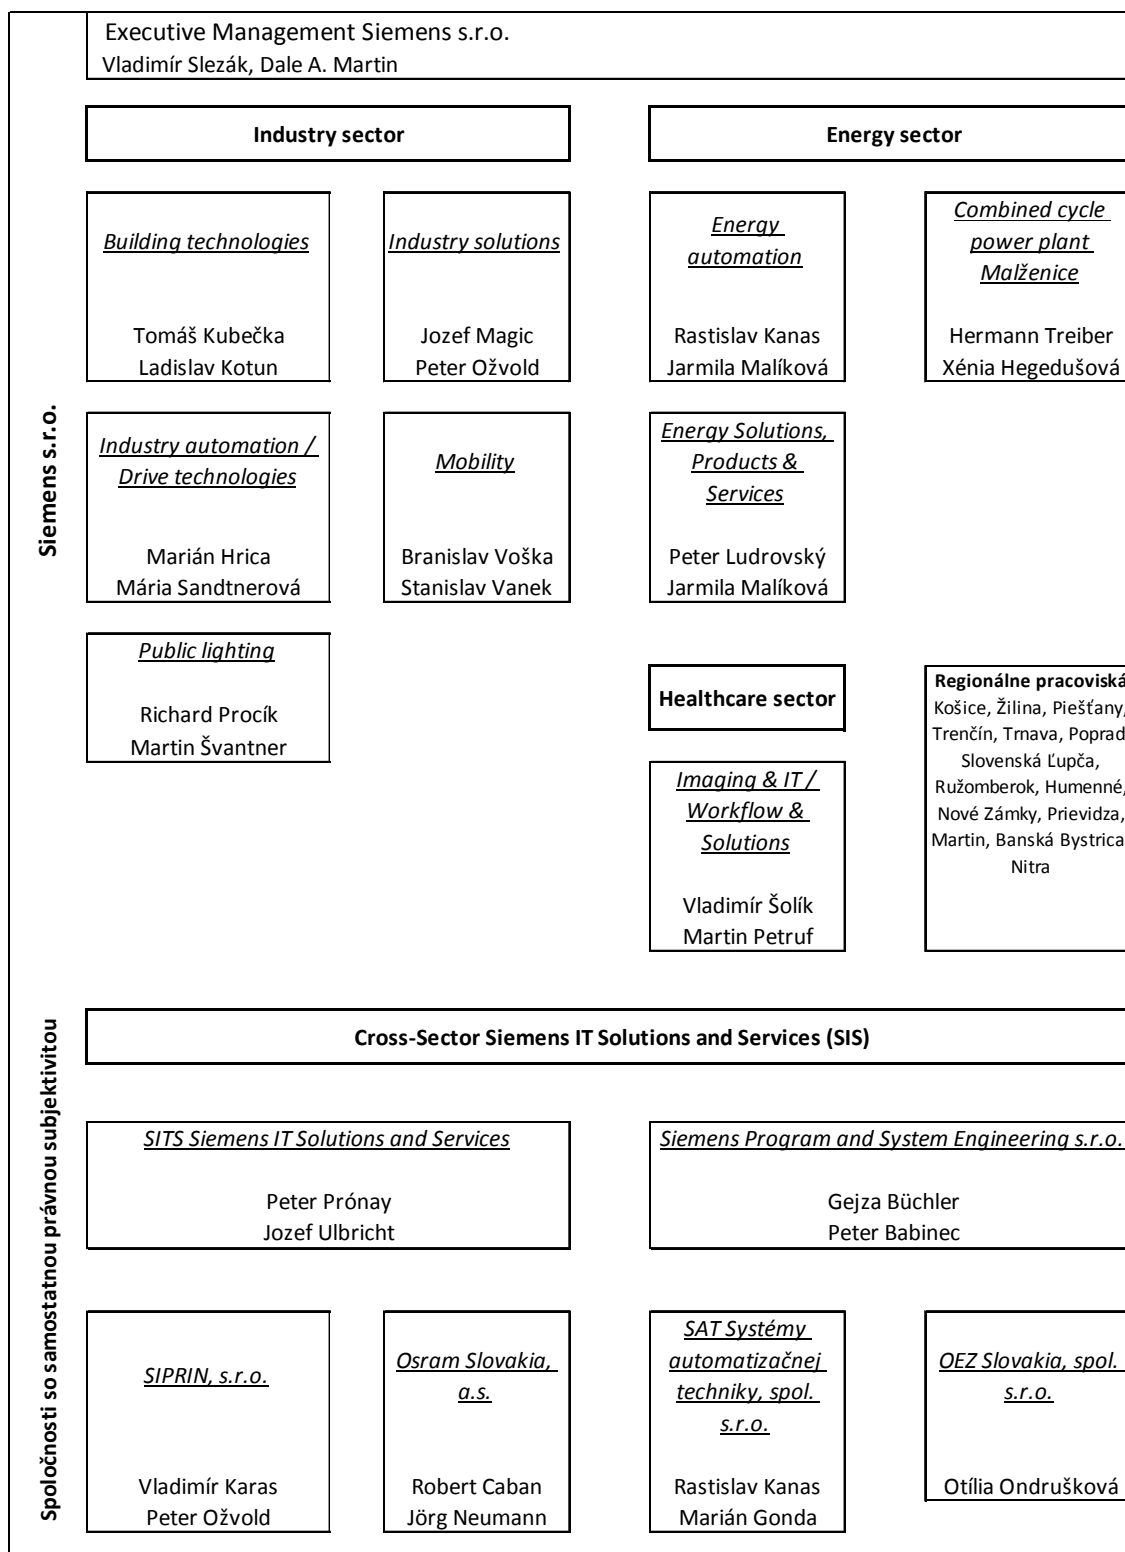 Executive Management Siemens s.r.o.
Vladimír Slezák, Dale A. Martin
Siemens s.r.o.
Industry sector
Energy sector
Building technologies
Tomáš Kubečka
Ladislav Kotun
Industry solutions
Jozef Magic
Peter Ožvold
Energy
automation
Rastislav Kanas
Jarmila Malíková
Combined cycle
power plant
Malženice
Hermann Treiber
Xénia Hegedušová
Industry automation /
Drive technologies
Marián Hrica
Mária Sandtnerová
Mobility
Branislav Voška
Stanislav Vanek
Energy Solutions,
Products &
Services
Peter Ludrovský
Jarmila Malíková
Public lighting
Richard Procík
Martin Švantner
Healthcare sector
Imaging & IT /
Workflow &
Solutions
Vladimír Šolík
Martin Petruf
Regionálne pracoviská
Košice, Žilina, Piešťany,
Trenčín, Trnava, Poprad
Slovenská Ľupča,
Ružomberok, Humenné,
Nové Zámky, Prievidza,
Martin, Banská Bystrica
Nitra
Spoločnosti so samostatnou právnou subjektivitou
Cross-Sector Siemens IT Solutions and Services (SIS)
SITS Siemens IT Solutions and Services
Peter Prónay
Jozef Ulbricht
Siemens Program and System Engineering s.r.o.
Gejza Büchler
Peter Babinec
SIPRIN, s.r.o.
Vladimír Karas
Peter Ožvold
Osram Slovakia,
a.s.
Robert Caban
Jörg Neumann
SAT Systémy
automatizačnej
techniky, spol.
s.r.o.
Rastislav Kanas
Marián Gonda
OEZ Slovakia, spol.
s.r.o.
Otília Ondrušková